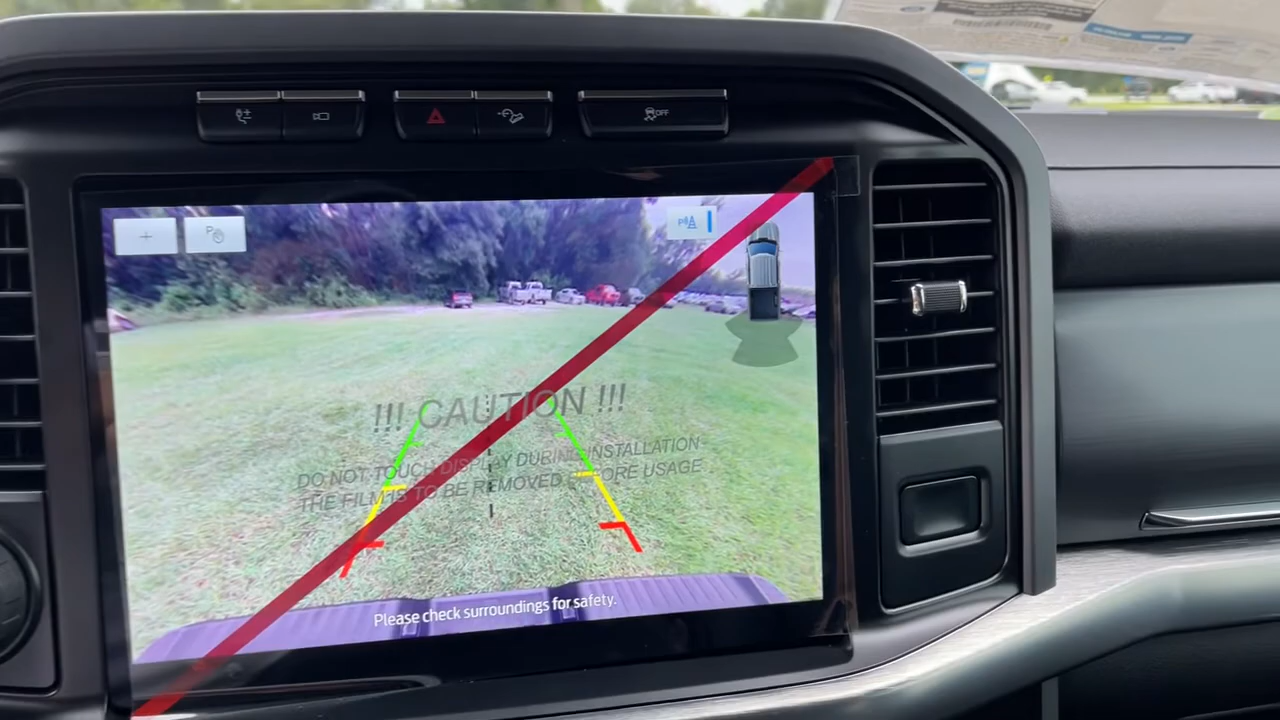 OFF
P
!!! CAUTION !!!
DO NOT TOUCH DISPLAY DURING INSTALLATION
THE FILM IS TO BE REMOVED BEFORE USAGE
Please check surroundings for safety.